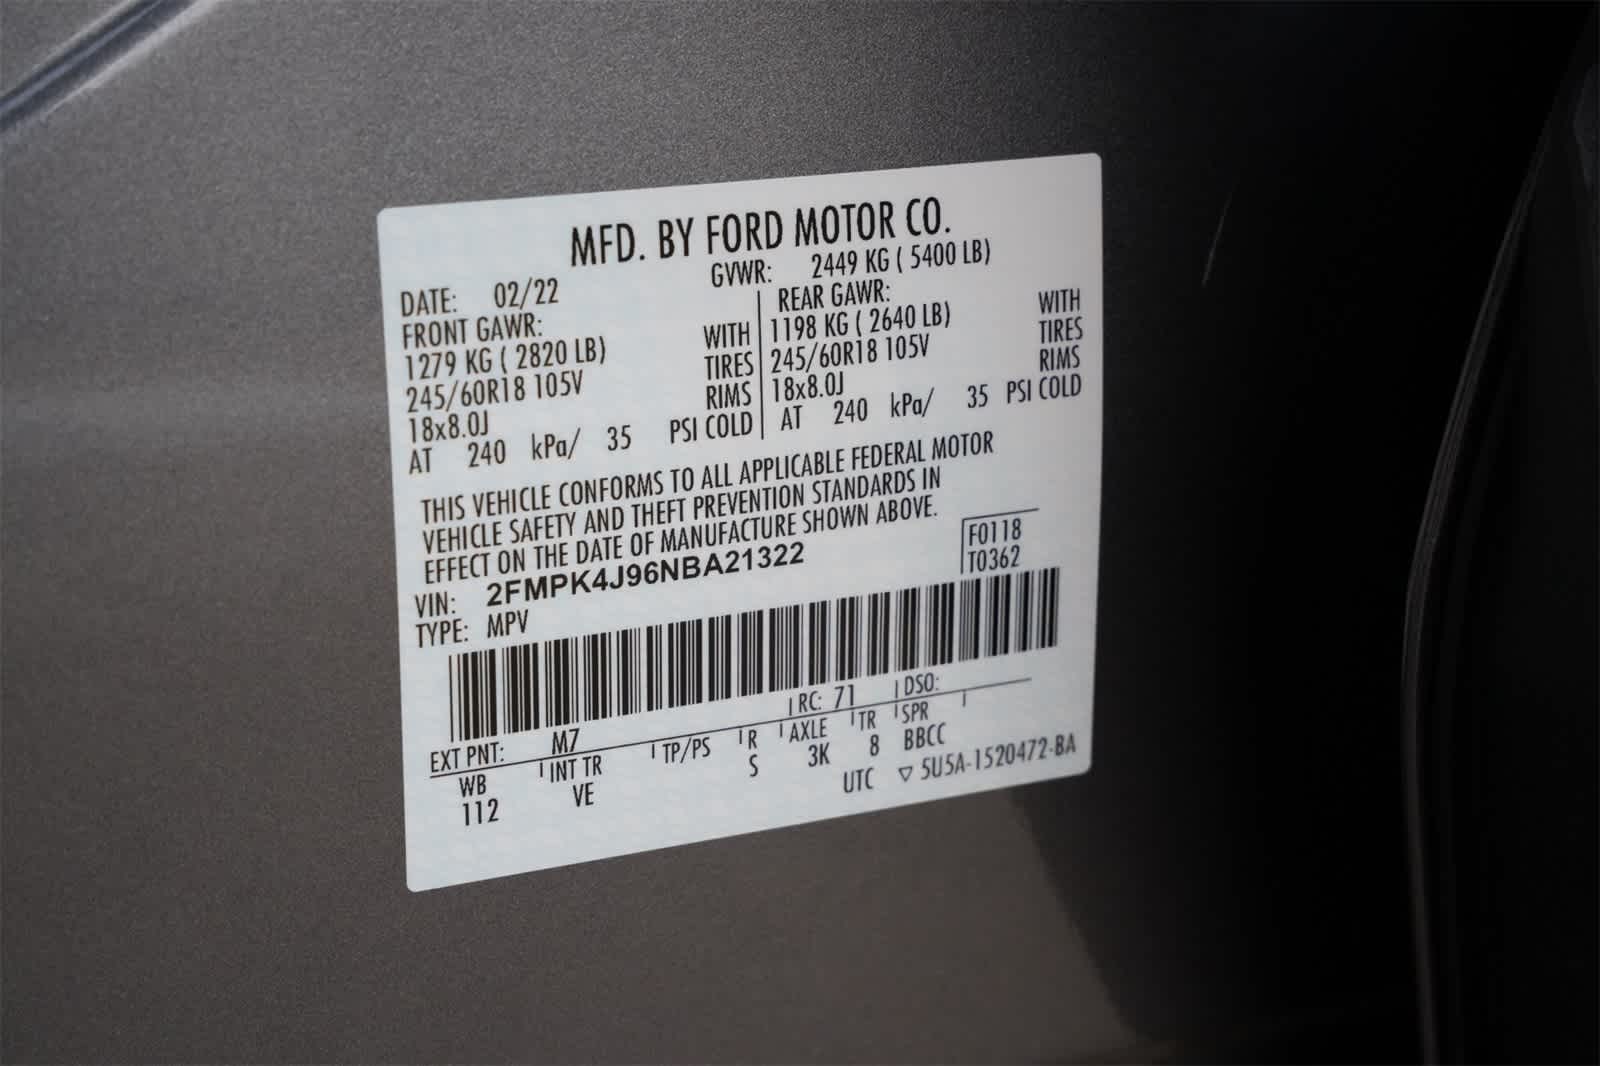 MFD. BY FORD MOTOR CO.
DATE: 02/22 GVWR: 2449 KG ( 5400 LB)
FRONT GAWR: REAR GAWR:
1279 KG ( 2820 LB) WITH 1198 KG ( 2640 LB) WITH
245/60R18 105V TIRES 245/60R18 105V TIRES
18x8.0J RIMS 18x8.0J RIMS
AT 240 kPa/ 35 PSI COLD AT 240 kPa/ 35 PSI COLD
THIS VEHICLE CONFORMS TO ALL APPLICABLE FEDERAL MOTOR
VEHICLE SAFETY AND THEFT PREVENTION STANDARDS IN
EFFECT ON THE DATE OF MANUFACTURE SHOWN ABOVE.
VIN: 2FMPK4J96NBA21322 F0118
TYPE: MPV T0362
EXT PNT: M7 RC: 71 DSO:
WB INT TR TP/PS R AXLE TR SPR
112 VE S 3K 8 BBCC
UTC ▽ 5U5A-1520472-BA